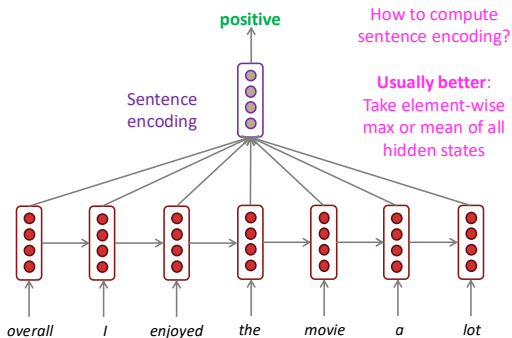 positive
How to compute
sentence encoding?
Usually better:
Take element-wise
max or mean of all
hidden states
Sentence
encoding
overall I enjoyed the movie a lot